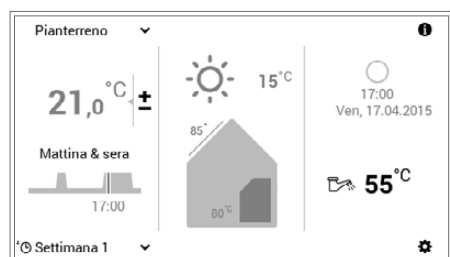 Pianterreno
21,0°C ±
Mattina & sera
17:00
Settimana 1
15°C
85°
80°C
17:00
Ven, 17.04.2015
55°C